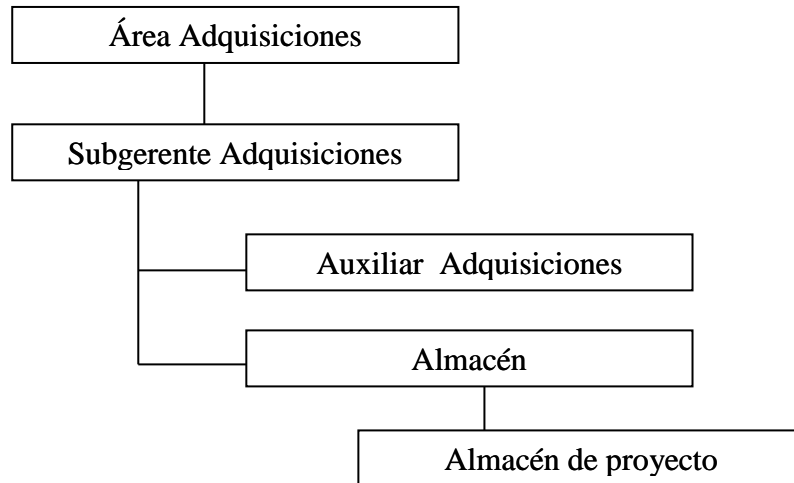 Área Adquisiciones
Subgerente Adquisiciones
Auxiliar Adquisiciones
Almacén
Almacén de proyecto